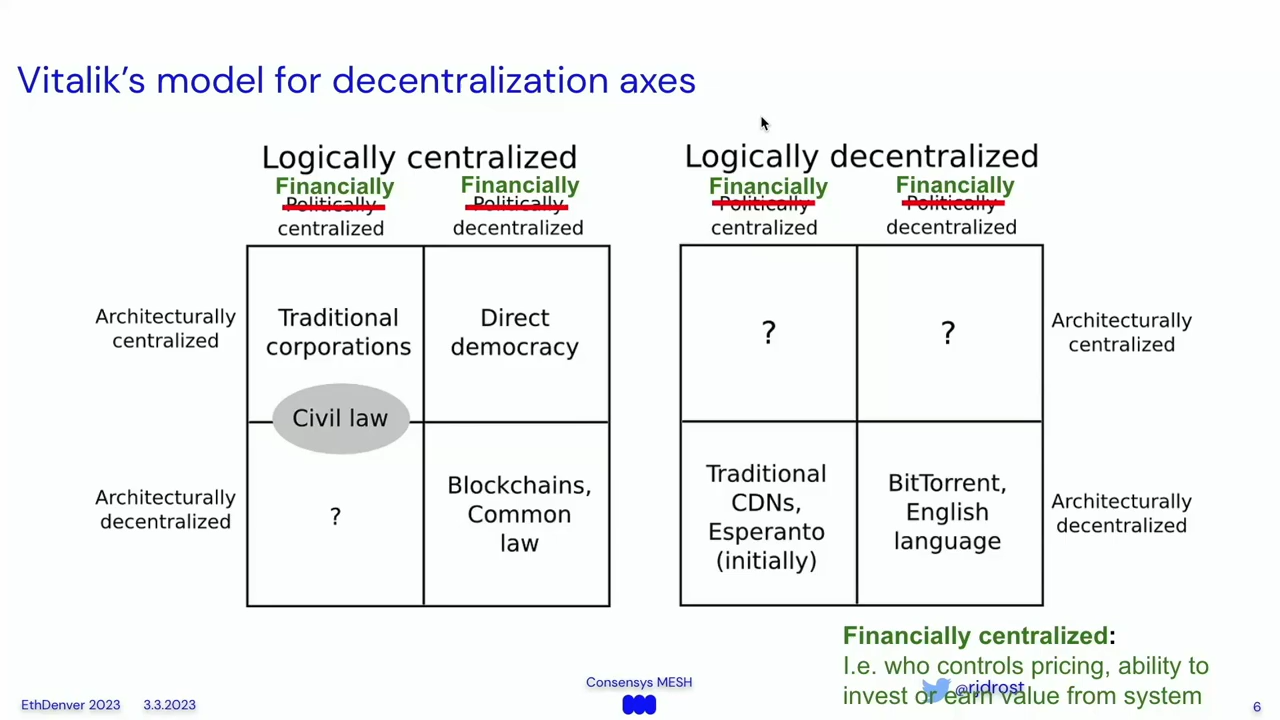 Vitalik's model for decentralization axes
Logically centralized
Financially
Politically
centralized
Financially
Politically
decentralized
Architecturally
centralized
Traditional
corporations
Direct
democracy
Civil law
Architecturally
decentralized
?
Blockchains,
Common
law
Logically decentralized
Financially
Politically
centralized
Financially
Politically
decentralized
?
?
Architecturally
centralized
Traditional
CDNs,
Esperanto
(initially)
BitTorrent,
English
language
Architecturally
decentralized
Financially centralized:
I.e. who controls pricing, ability to
invest or earn value from system
@rjdrost
Consensys MESH
EthDenver 2023 3.3.2023
6